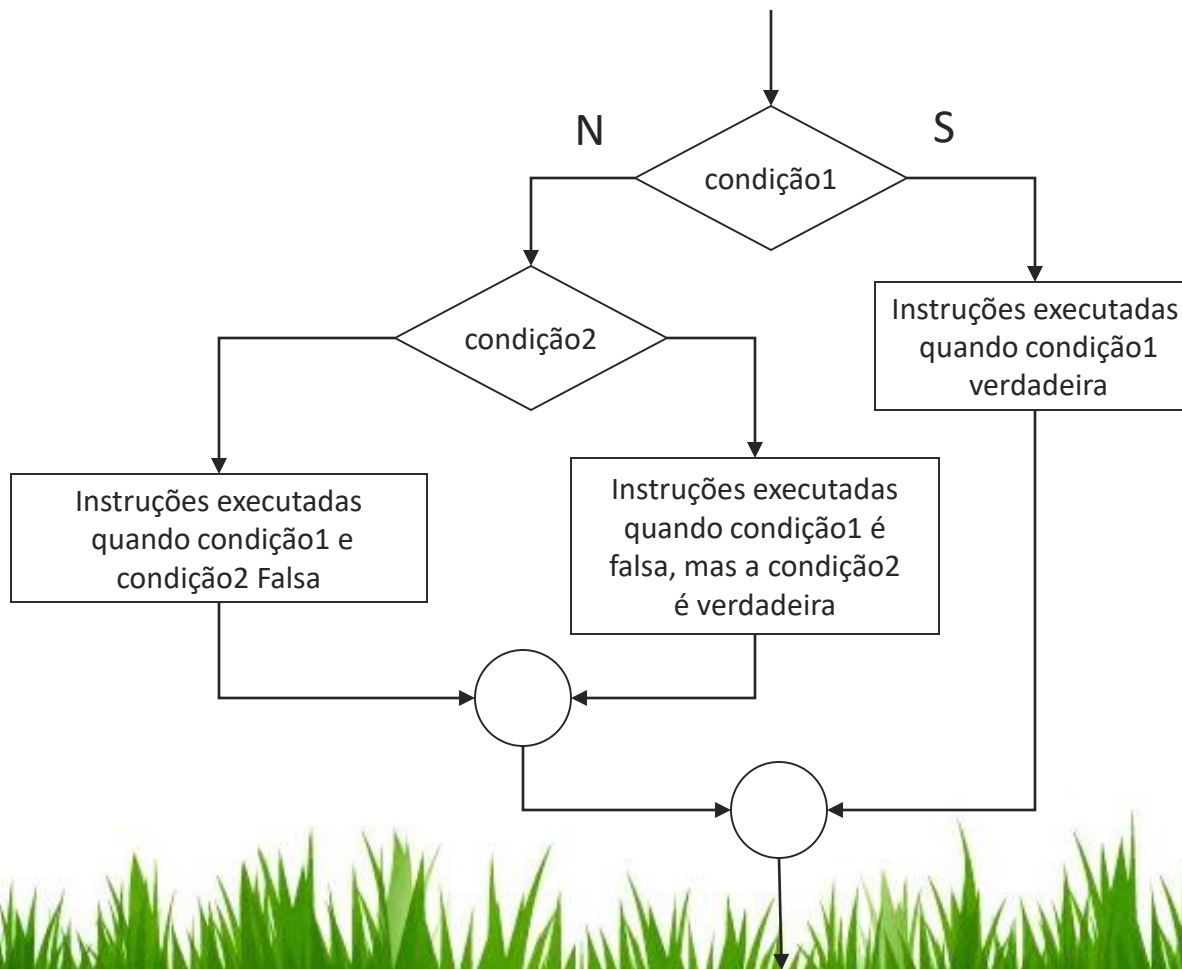 N
S
condição1
condição2
Instruções executadas
quando condição1
verdadeira
Instruções executadas
quando condição1 e
condição2 Falsa
Instruções executadas
quando condição1 é
falsa, mas a condição2
é verdadeira